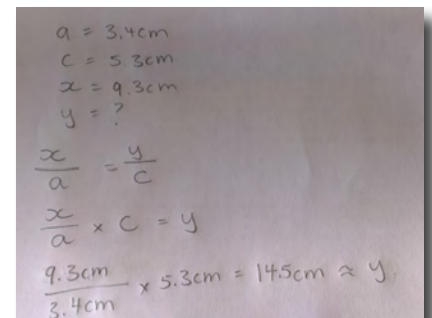 a = 3.4cm
c = 5.3cm
x = 9.3cm
y = ?
x/a = y/c
x/a × c = y
9.3cm/3.4cm × 5.3cm = 14.5cm ≈ y